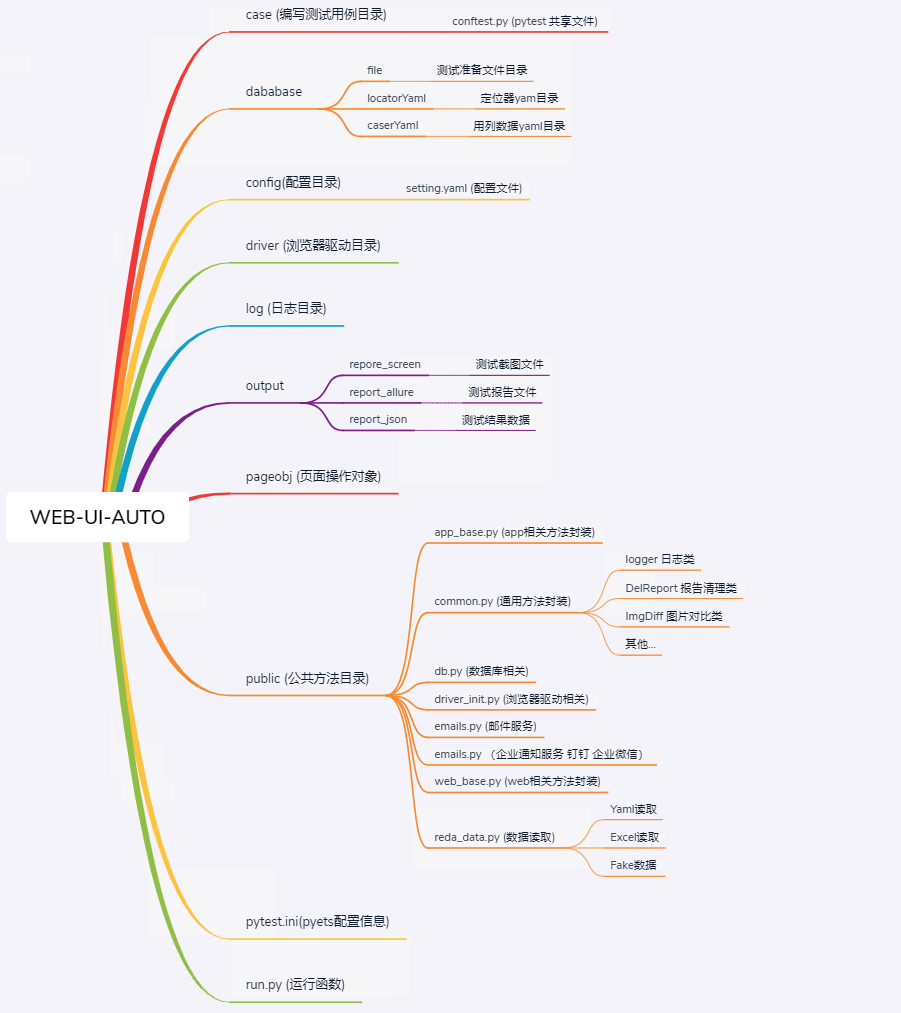 case (编写测试用例目录)
conftest.py (pytest 共享文件)
dababase
file
测试准备文件目录
locatorYaml
定位器yam目录
caserYaml
用列数据yaml目录
config(配置目录)
setting.yaml (配置文件)
driver (浏览器驱动目录)
log (日志目录)
output
repore_screen
测试截图文件
report_allure
测试报告文件
report_json
测试结果数据
pageobj (页面操作对象)
WEB-UI-AUTO
public (公共方法目录)
app_base.py (app相关方法封装)
common.py (通用方法封装)
logger 日志类
DelReport 报告清理类
ImgDiff 图片对比类
其他...
db.py (数据库相关)
driver_init.py (浏览器驱动相关)
emails.py (邮件服务)
emails.py （企业通知服务 钉钉 企业微信）
web_base.py (web相关方法封装)
reda_data.py (数据读取)
Yaml读取
Excel读取
Fake数据
pytest.ini(pyets配置信息)
run.py (运行函数)